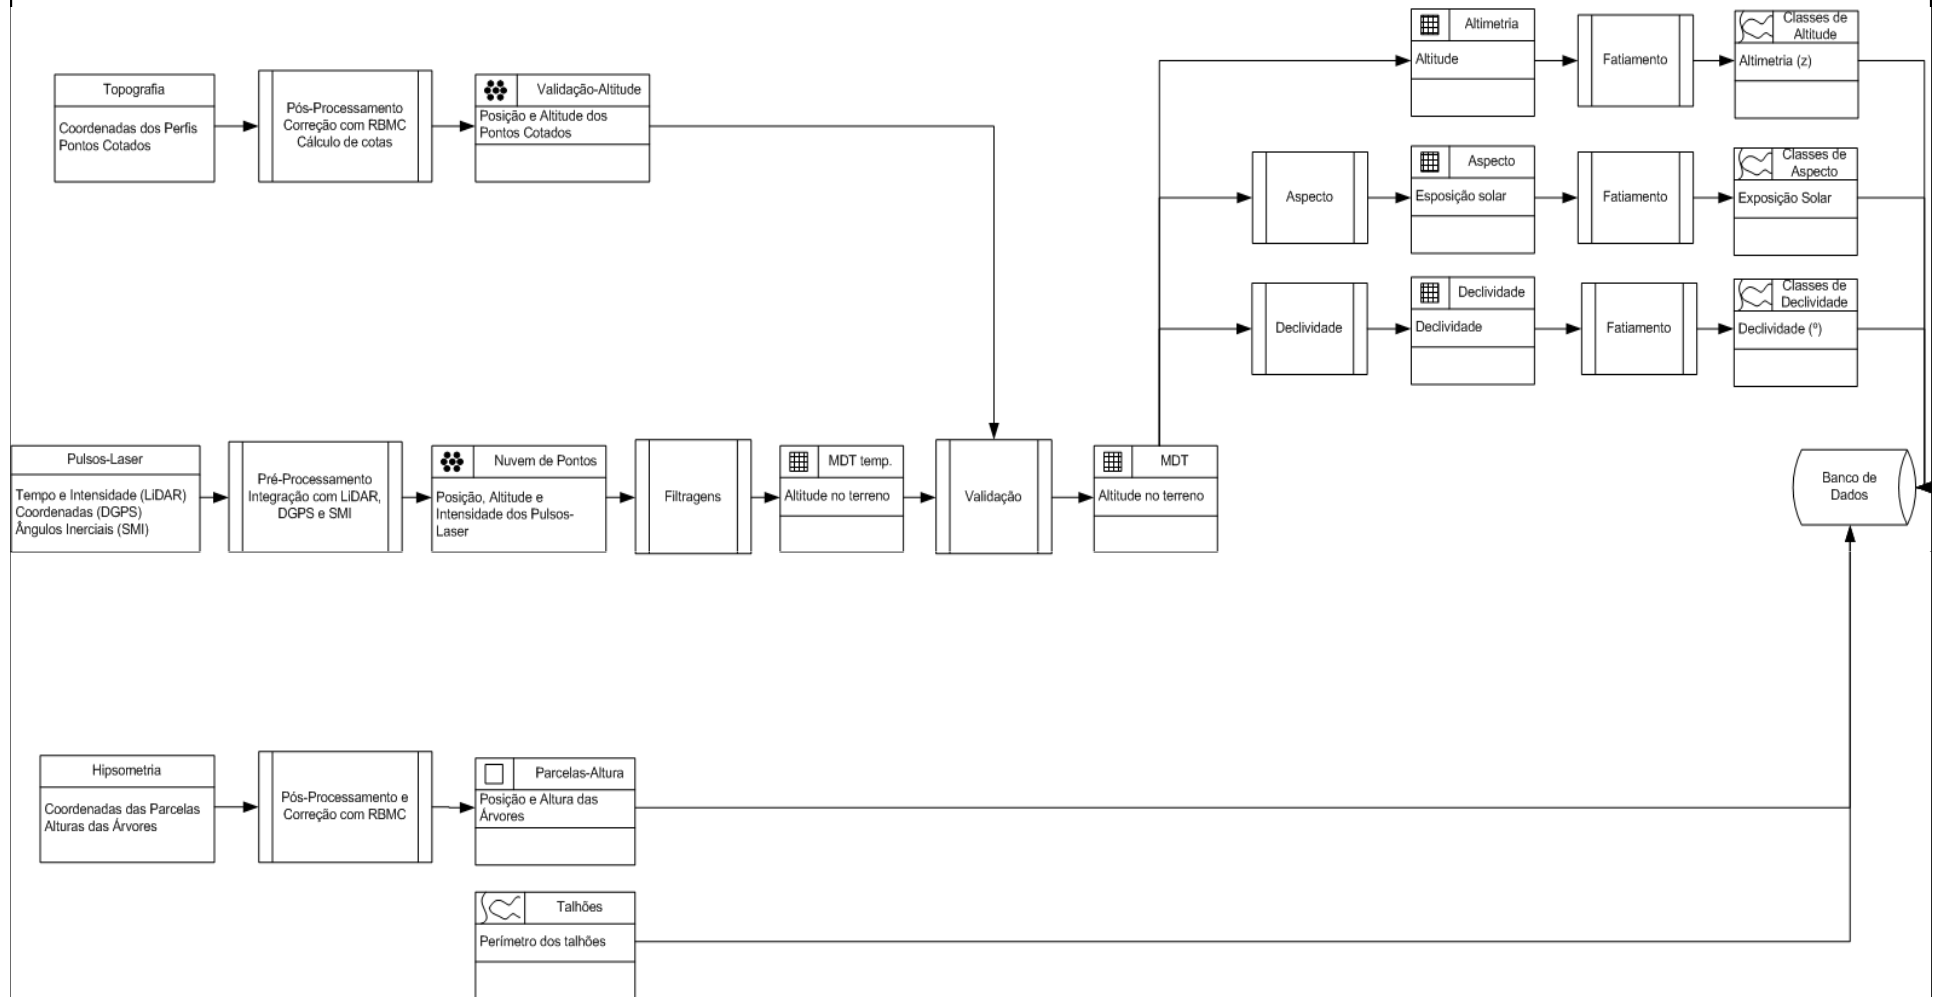 Topografia
Coordenadas dos Perfis
Pontos Cotados
Pós-Processamento
Correção com RBMC
Cálculo de cotas
Validação-Altitude
Posição e Altitude dos
Pontos Cotados
Altimetria
Altitude
Fatiamento
Classes de
Altitude
Altimetria (z)
Aspecto
Aspecto
Esposição solar
Fatiamento
Classes de
Aspecto
Exposição Solar
Declividade
Declividade
Declividade
Fatiamento
Classes de
Declividade
Declividade (º)
Pulsos-Laser
Tempo e Intensidade (LiDAR)
Coordenadas (DGPS)
Ângulos Inerciais (SMI)
Pré-Processamento
Integração com LiDAR,
DGPS e SMI
Nuvem de Pontos
Posição, Altitude e
Intensidade dos Pulsos-
Laser
Filtragens
MDT temp.
Altitude no terreno
Validação
MDT
Altitude no terreno
Banco de
Dados
Hipsometria
Coordenadas das Parcelas
Alturas das Árvores
Pós-Processamento e
Correção com RBMC
Parcelas-Altura
Posição e Altura das
Árvores
Talhões
Perímetro dos talhões